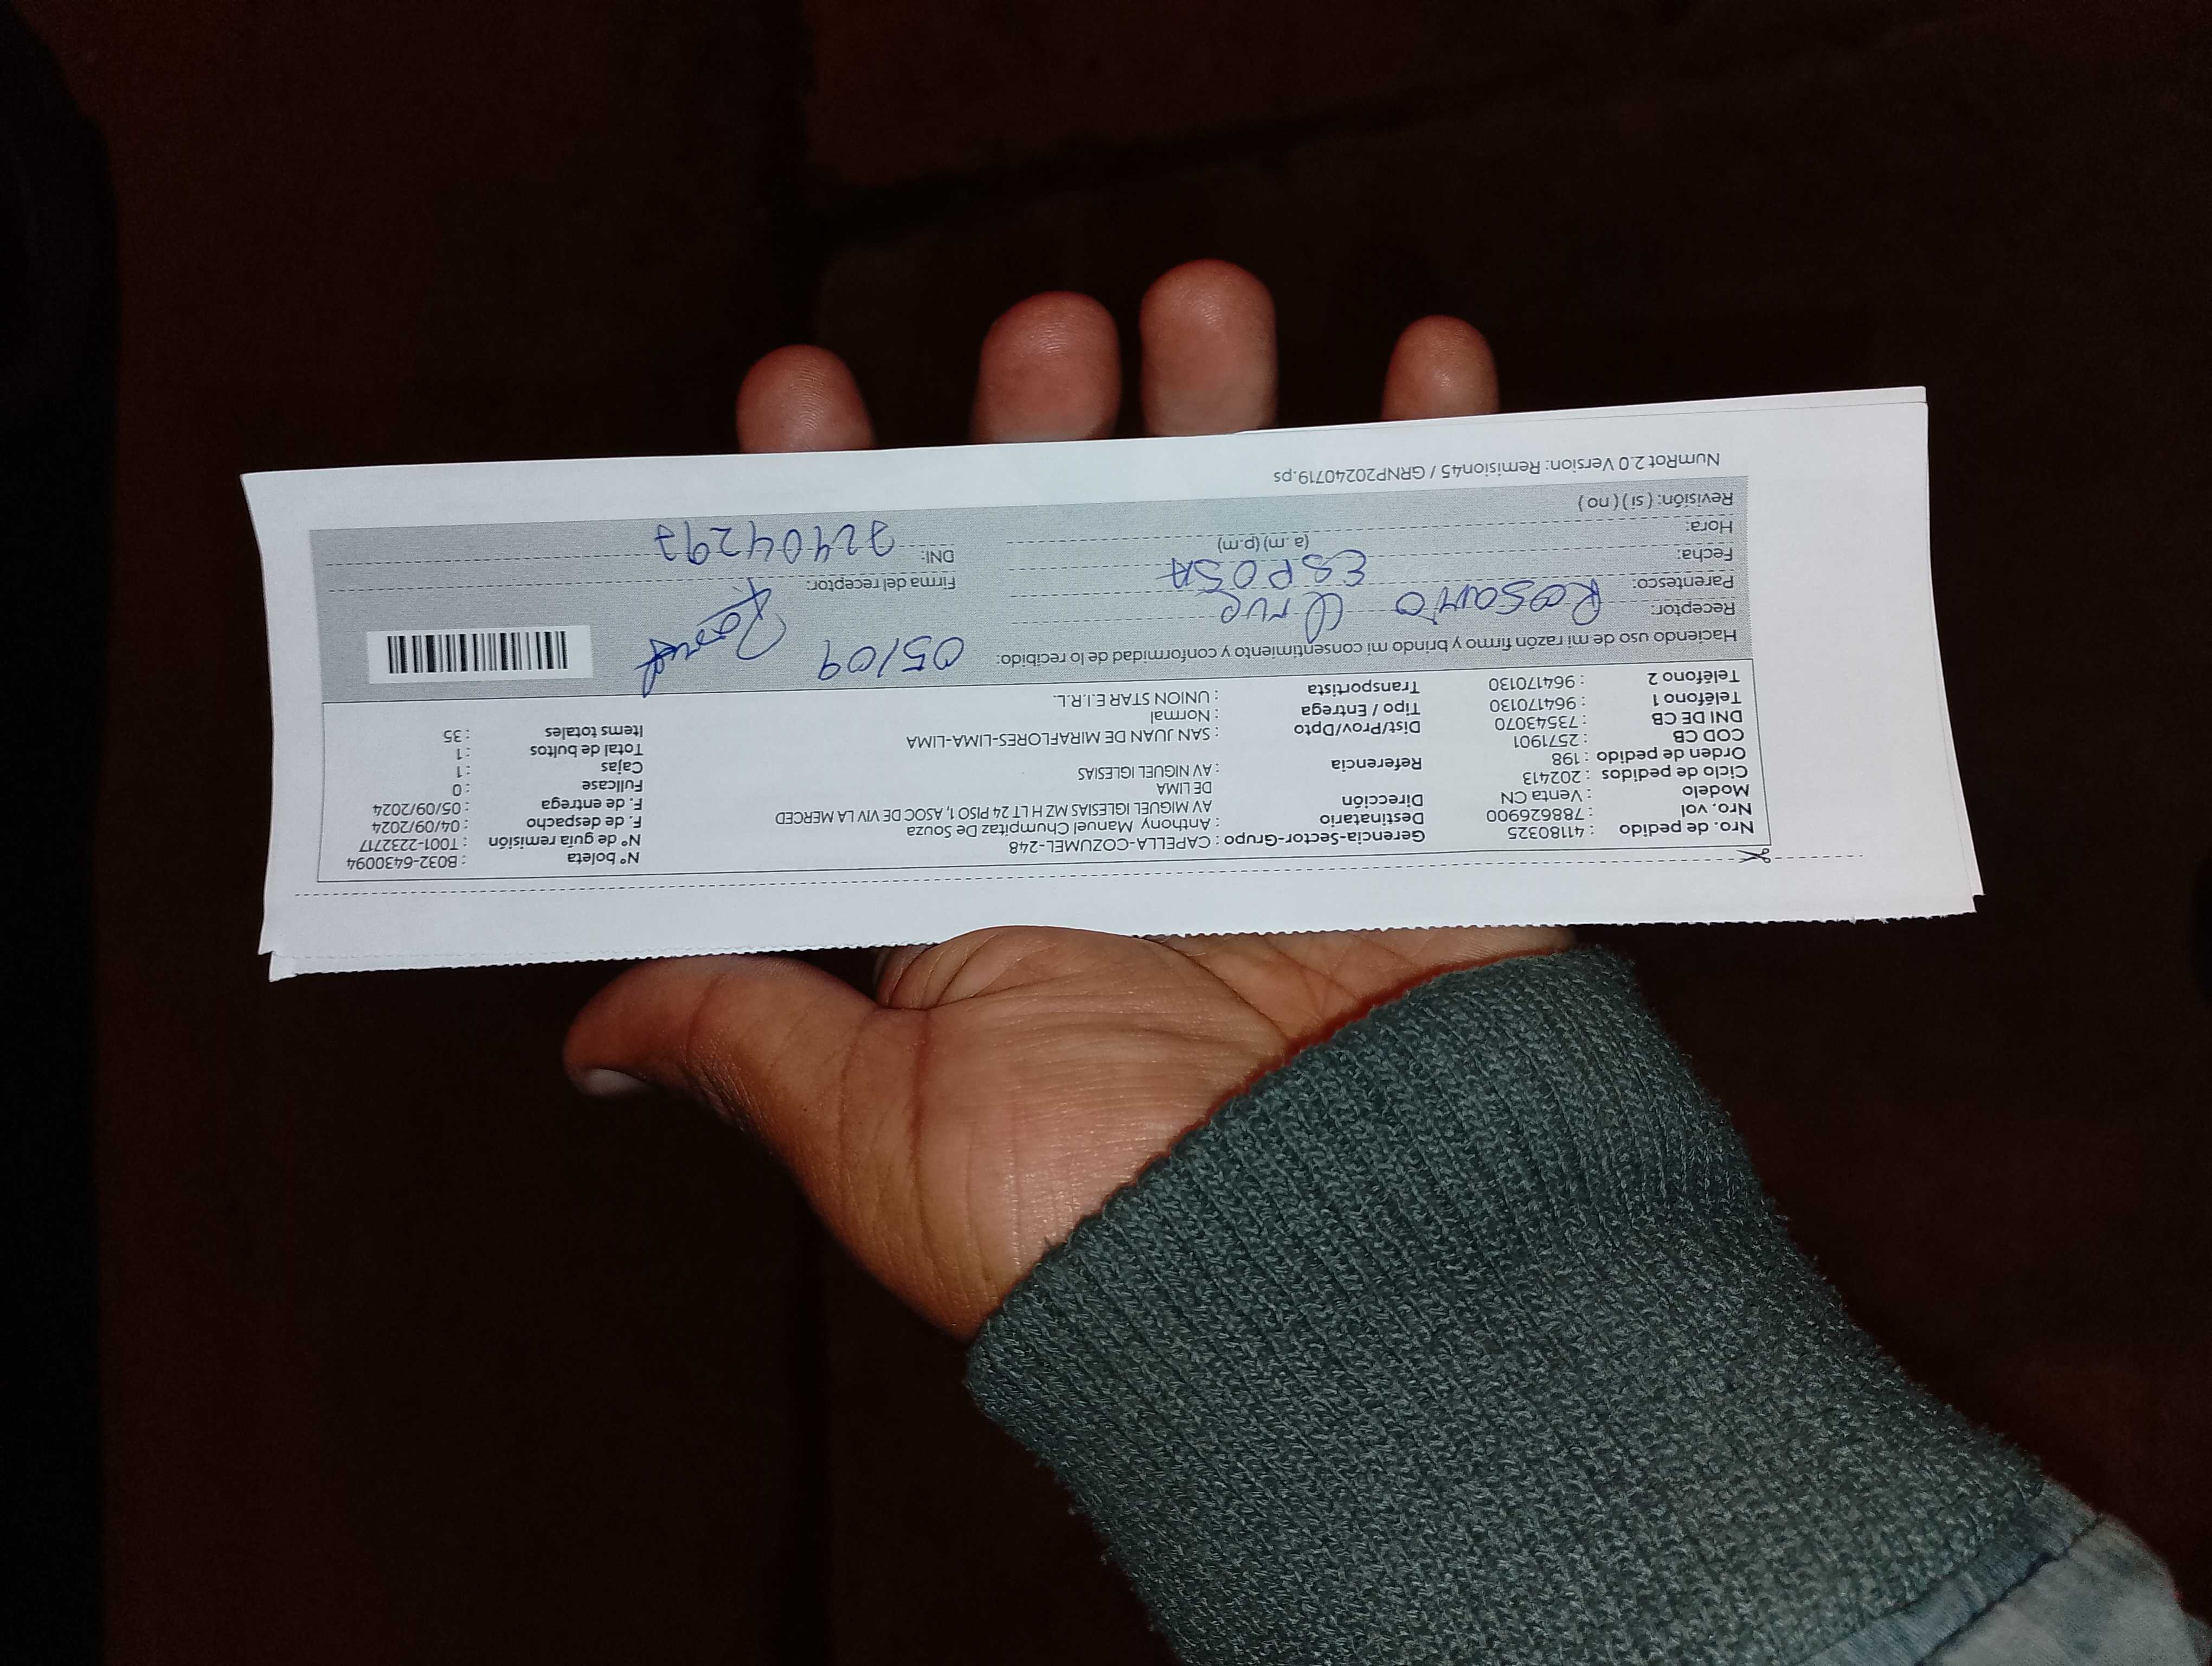 Nro. de pedido : 41180325 Gerencia-Sector-Grupo : CAPELLA-COZUMEL-248 N° boleta : B032-6430094
Nro. vol : 788626900 Destinatario : Anthony Manuel Chumpitaz De Souza N° de guía remisión : T001-2232717
Modelo : Venta CN Dirección AV MIGUEL IGLESIAS MZ H LT 24 PISO 1, ASOC DE VIV LA MERCED F. de despacho : 04/09/2024
Ciclo de pedidos : 202413 DE LIMA F. de entrega : 05/09/2024
Orden de pedido : 198 Referencia : AV NIGUEL IGLESIAS Fullcase : 0
COD CB : 2571901 Cajas : 1
DNI DE CB : 73543070 Dist/Prov/Dpto : SAN JUAN DE MIRAFLORES-LIMA-LIMA Total de bultos : 1
Teléfono 1 : 964170130 Tipo / Entrega : Normal Items totales : 35
Teléfono 2 : 964170130 Transportista : UNION STAR E.I.R.L.
Haciendo uso de mi razón firmo y brindo mi consentimiento y conformidad de lo recibido: 05/09
Receptor: Rosario
Parentesco: ESPOSA Firma del receptor:
Fecha: DNI: 72404297
Hora: (a.m) (p.m)
Revisión: ( si ) ( no )
NumRot 2.0 Version: Remision45 / GRNP20240719.ps